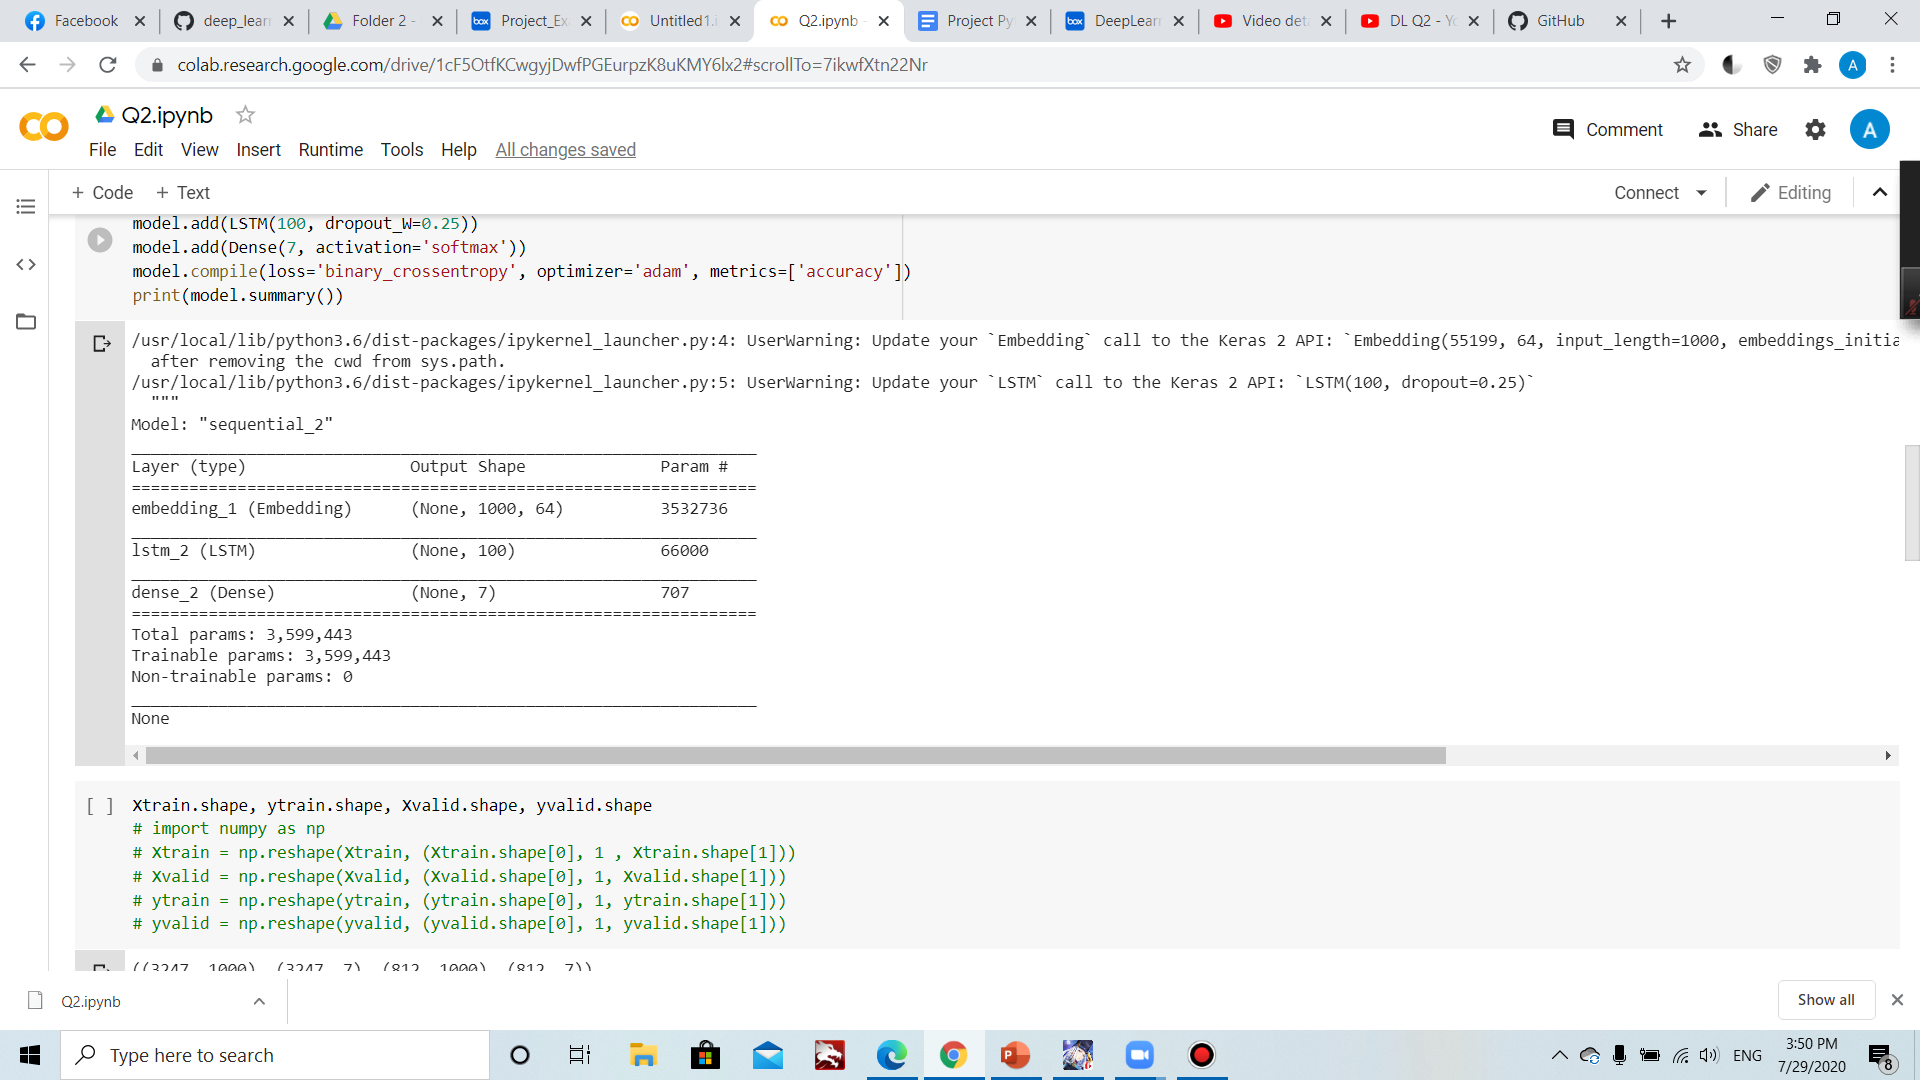 Facebook
deep_lear
Folder 2 -
Project_Ex
Untitled1.i
Q2.ipynb
Project Py
DeepLear
Video det
DL Q2 - Yo
GitHub
colab.research.google.com/drive/1cF5OtfKCwgyjDwfPGEurpzK8uKMY6lx2#scrollTo=7ikwfXtn22Nr
A
Q2.ipynb
Comment
Share
A
File Edit View Insert Runtime Tools Help All changes saved
+ Code + Text
Connect
Editing
model.add(LSTM(100, dropout_W=0.25))
model.add(Dense(7, activation='softmax'))
model.compile(loss='binary_crossentropy', optimizer='adam', metrics=['accuracy'])
print(model.summary())
/usr/local/lib/python3.6/dist-packages/ipykernel_launcher.py:4: UserWarning: Update your `Embedding` call to the Keras 2 API: `Embedding(55199, 64, input_length=1000, embeddings_initia
after removing the cwd from sys.path.
/usr/local/lib/python3.6/dist-packages/ipykernel_launcher.py:5: UserWarning: Update your `LSTM` call to the Keras 2 API: `LSTM(100, dropout=0.25)`
"""
Model: "sequential_2"
_________________________________________________________________
Layer (type) Output Shape Param #
=================================================================
embedding_1 (Embedding) (None, 1000, 64) 3532736
_________________________________________________________________
lstm_2 (LSTM) (None, 100) 66000
_________________________________________________________________
dense_2 (Dense) (None, 7) 707
=================================================================
Total params: 3,599,443
Trainable params: 3,599,443
Non-trainable params: 0
_________________________________________________________________
None
[ ] Xtrain.shape, ytrain.shape, Xvalid.shape, yvalid.shape
# import numpy as np
# Xtrain = np.reshape(Xtrain, (Xtrain.shape[0], 1 , Xtrain.shape[1]))
# Xvalid = np.reshape(Xvalid, (Xvalid.shape[0], 1, Xvalid.shape[1]))
# ytrain = np.reshape(ytrain, (ytrain.shape[0], 1, ytrain.shape[1]))
# yvalid = np.reshape(yvalid, (yvalid.shape[0], 1, yvalid.shape[1]))
((3247, 1000), (3247, 7), (812, 1000), (812, 7))
Q2.ipynb
Show all
Type here to search
ENG
3:50 PM
7/29/2020
8